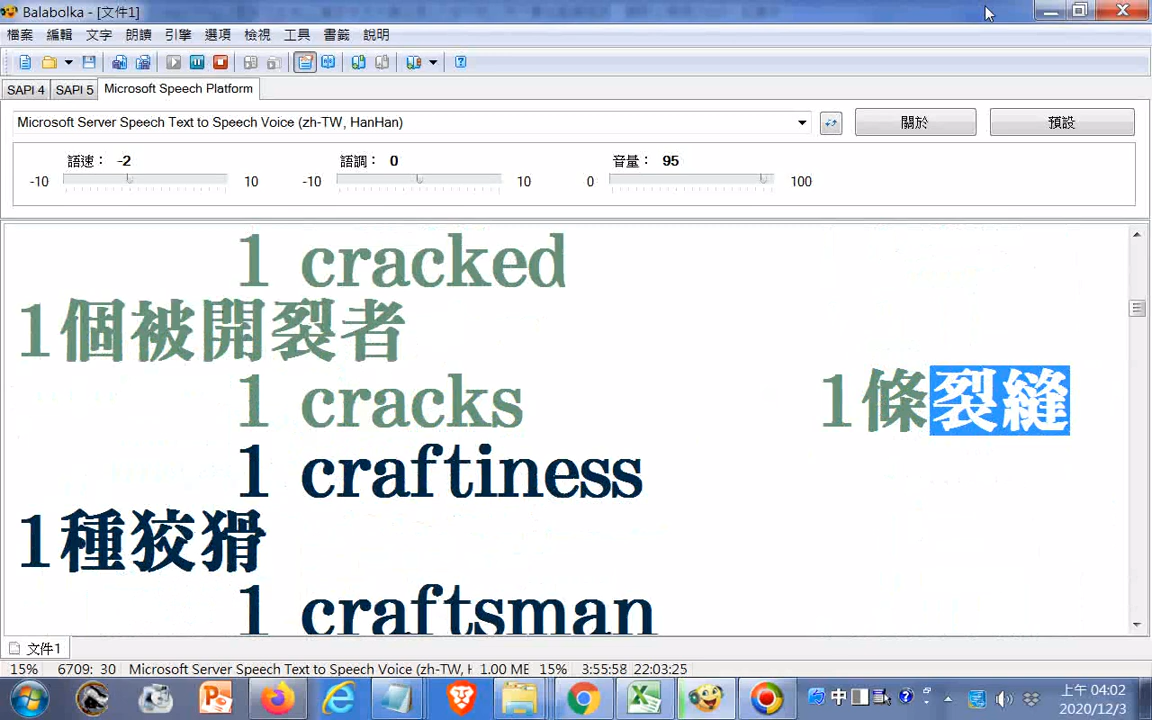 Balabolka - [文件1]
檔案 編輯 文字 朗讀 引擎 選項 檢視 工具 書籤 說明
SAPI 4 SAPI 5 Microsoft Speech Platform
Microsoft Server Speech Text to Speech Voice (zh-TW, HanHan) 關於 預設
語速： -2 語調： 0 音量： 95
-10 10 -10 10 0 100
1 cracked
1個被開裂者
1 cracks 1條裂縫
1 craftiness
1種狡猾
1 craftsman
文件1
15% 6709: 30 Microsoft Server Speech Text to Speech Voice (zh-TW, H 1.00 ME 15% 3:55:58 22:03:25
中 上午 04:02
2020/12/3